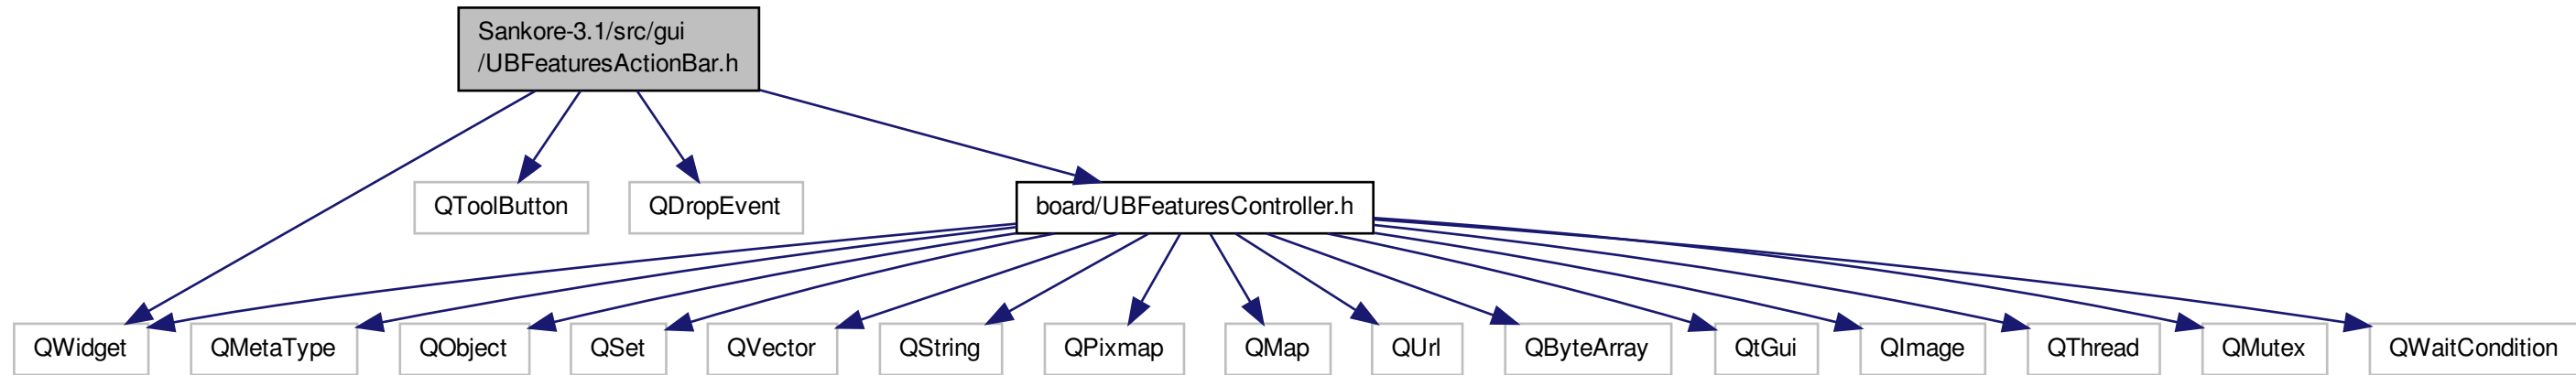 Sankore-3.1/src/gui
/UBFeaturesActionBar.h
QToolButton
QDropEvent
board/UBFeaturesController.h
QWidget
QMetaType
QObject
QSet
QVector
QString
QPixmap
QMap
QUrl
QByteArray
QtGui
QImage
QThread
QMutex
QWaitCondition